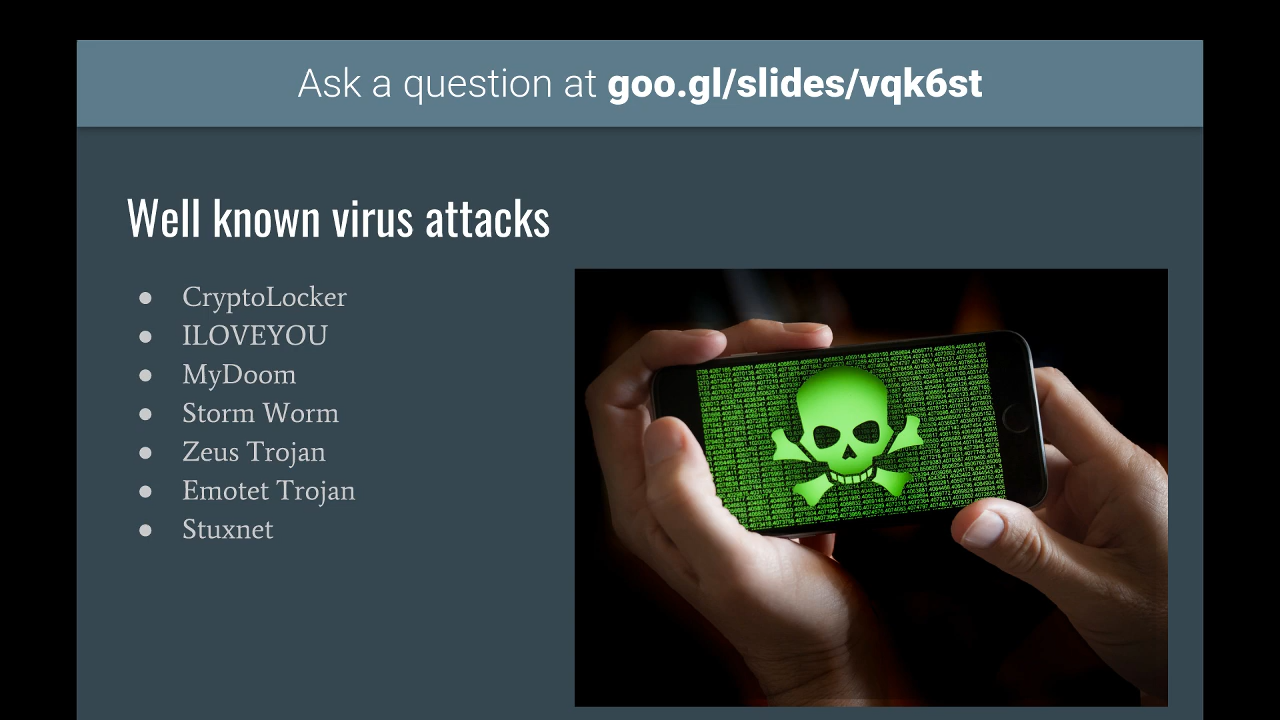 Ask a question at goo.gl/slides/vqk6st
Well known virus attacks
● CryptoLocker
● ILOVEYOU
● MyDoom
● Storm Worm
● Zeus Trojan
● Emotet Trojan
● Stuxnet